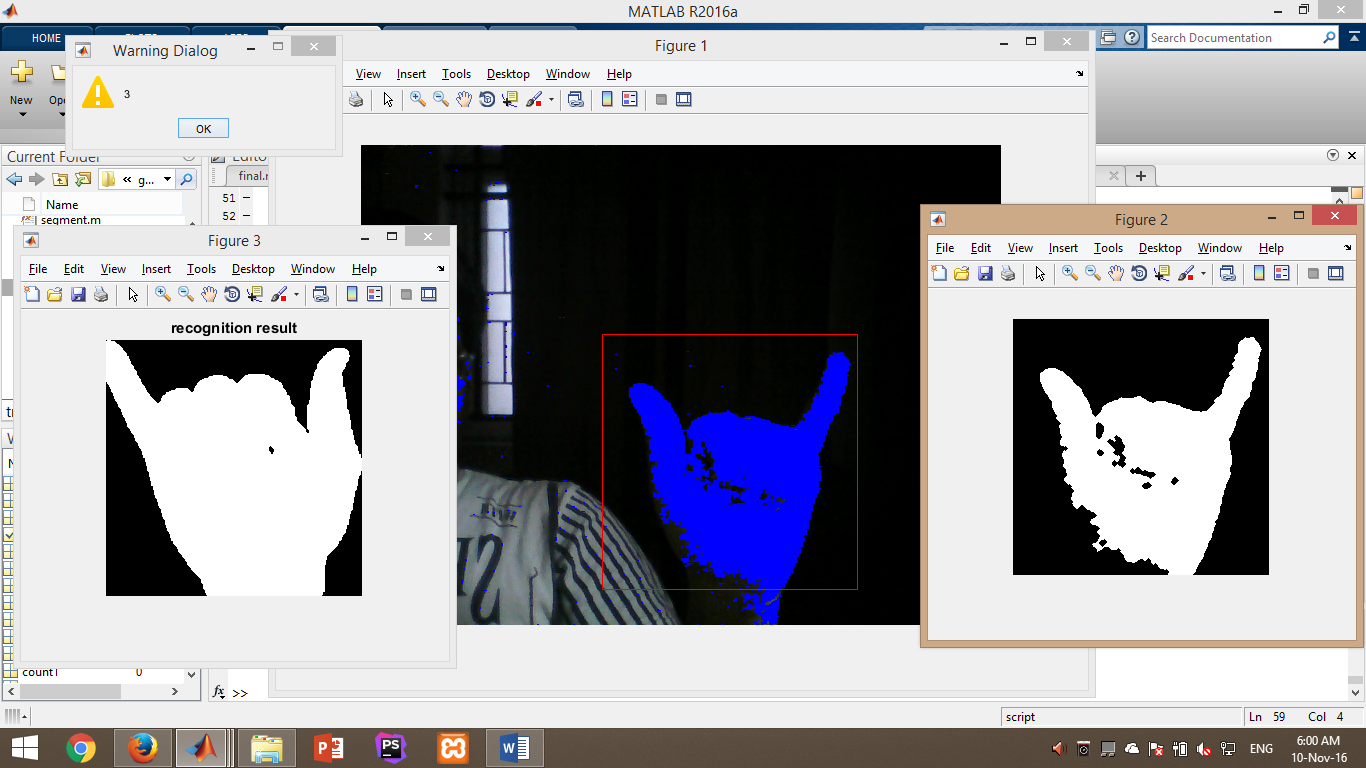 MATLAB R2016a
HOME
Search Documentation
New
Warning Dialog
3
OK
Figure 1
View Insert Tools Desktop Window Help
Current Folder
« g...
Name
segment.m
final.m
51
52
Figure 3
File Edit View Insert Tools Desktop Window Help
recognition result
Figure 2
File Edit View Insert Tools Desktop Window Help
count1 0
fx >>
script
Ln 59 Col 4
ENG
6:00 AM
10-Nov-16